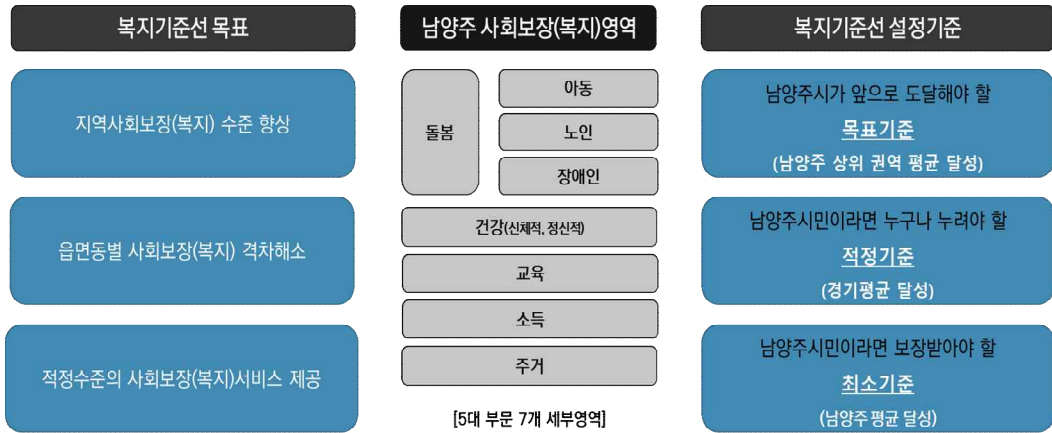 복지기준선 목표
지역사회보장(복지) 수준 향상
읍면동별 사회보장(복지) 격차해소
적정수준의 사회보장(복지)서비스 제공
남양주 사회보장(복지)영역
돌봄
아동
노인
장애인
건강(신체적, 정신적)
교육
소득
주거
[5대 부문 7개 세부영역]
복지기준선 설정기준
남양주시가 앞으로 도달해야 할
목표기준
(남양주 상위 권역 평균 달성)
남양주시민이라면 누구나 누려야 할
적정기준
(경기평균 달성)
남양주시민이라면 보장받아야 할
최소기준
(남양주 평균 달성)